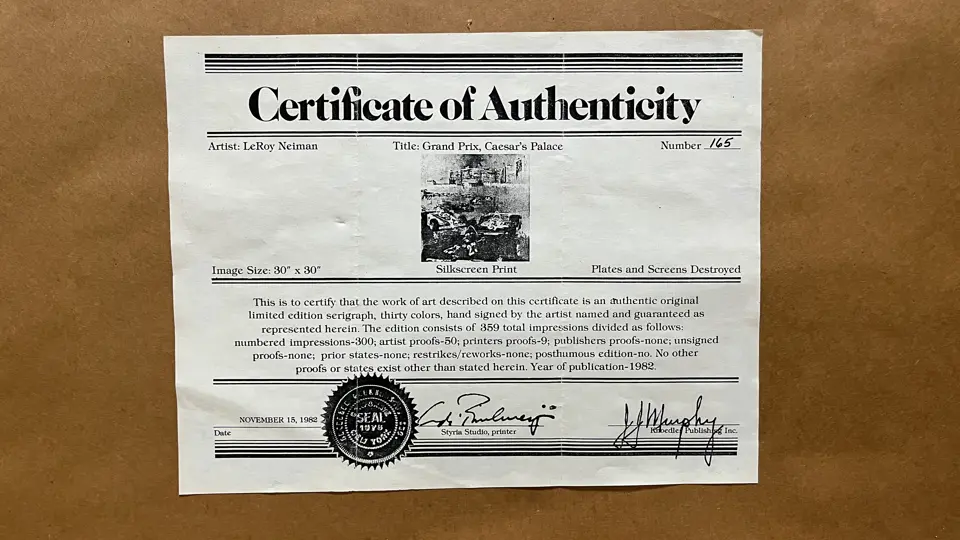 Certificate of Authenticity
Artist: LeRoy Neiman Title: Grand Prix, Caesar's Palace Number 165
Image Size: 30" x 30" Silkscreen Print Plates and Screens Destroyed
This is to certify that the work of art described on this certificate is an authentic original
limited edition serigraph, thirty colors, hand signed by the artist named and guaranteed as
represented herein. The edition consists of 359 total impressions divided as follows:
numbered impressions-300; artist proofs-50; printers proofs-9; publishers proofs-none; unsigned
proofs-none; prior states-none; restrikes/reworks-none; posthumous edition-no. No other
proofs or states exist other than stated herein. Year of publication-1982.
NOVEMBER 15, 1982
SEAL
1978
NEW YORK
J J Murphy
Date Styria Studio, printer Knoedler Publishing Inc.